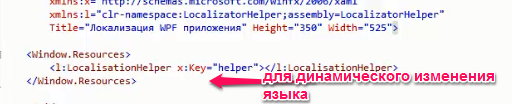 xmlns:x="http://schemas.microsoft.com/winfx/2006/xaml"
xmlns:l="clr-namespace:LocalizatorHelper;assembly=LocalizatorHelper"
Title="Локализация WPF приложения" Height="350" Width="525">
<Window.Resources>
<l:LocalisationHelper x:Key="helper"></l:LocalisationHelper>
</Window.Resources>
для динамического изменения
языка